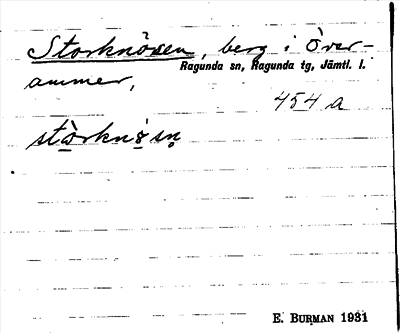 Storknösen, berg i Över-
Ragunda sn, Ragunda tg, Jämtl. l.
ammer,
454 a
E. BURMAN 1931